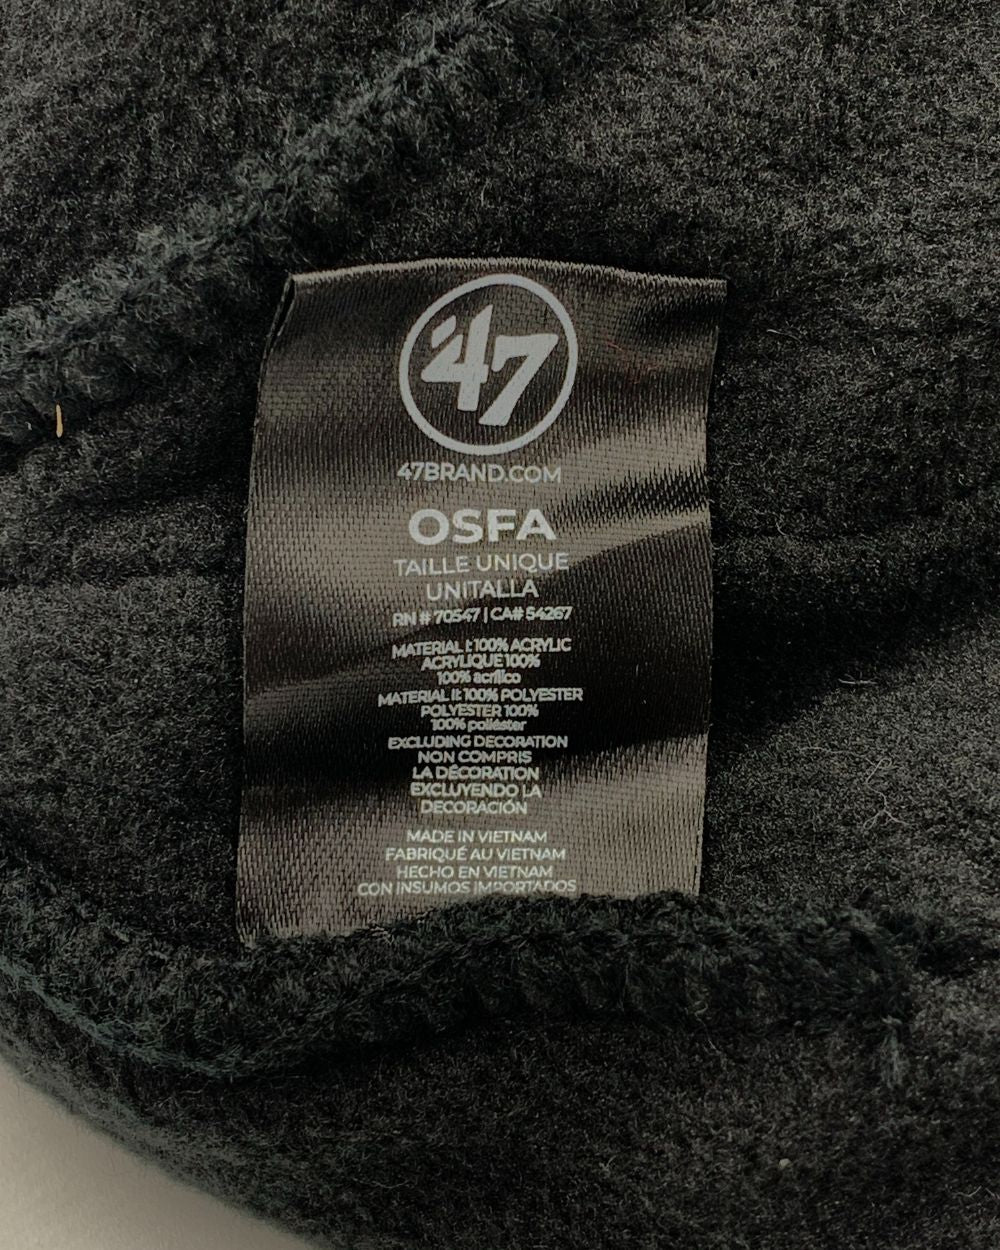 '47
47BRAND.COM
OSFA
TAILLE UNIQUE
UNITALLA
RN # 70547 | CA# 54267
MATERIAL I: 100% ACRYLIC
ACRYLIQUE 100%
100% acrílico
MATERIAL II: 100% POLYESTER
POLYESTER 100%
100% poliéster
EXCLUDING DECORATION
NON COMPRIS
LA DÉCORATION
EXCLUYENDO LA
DECORACIÓN
MADE IN VIETNAM
FABRIQUÉ AU VIETNAM
HECHO EN VIETNAM
CON INSUMOS IMPORTADOS